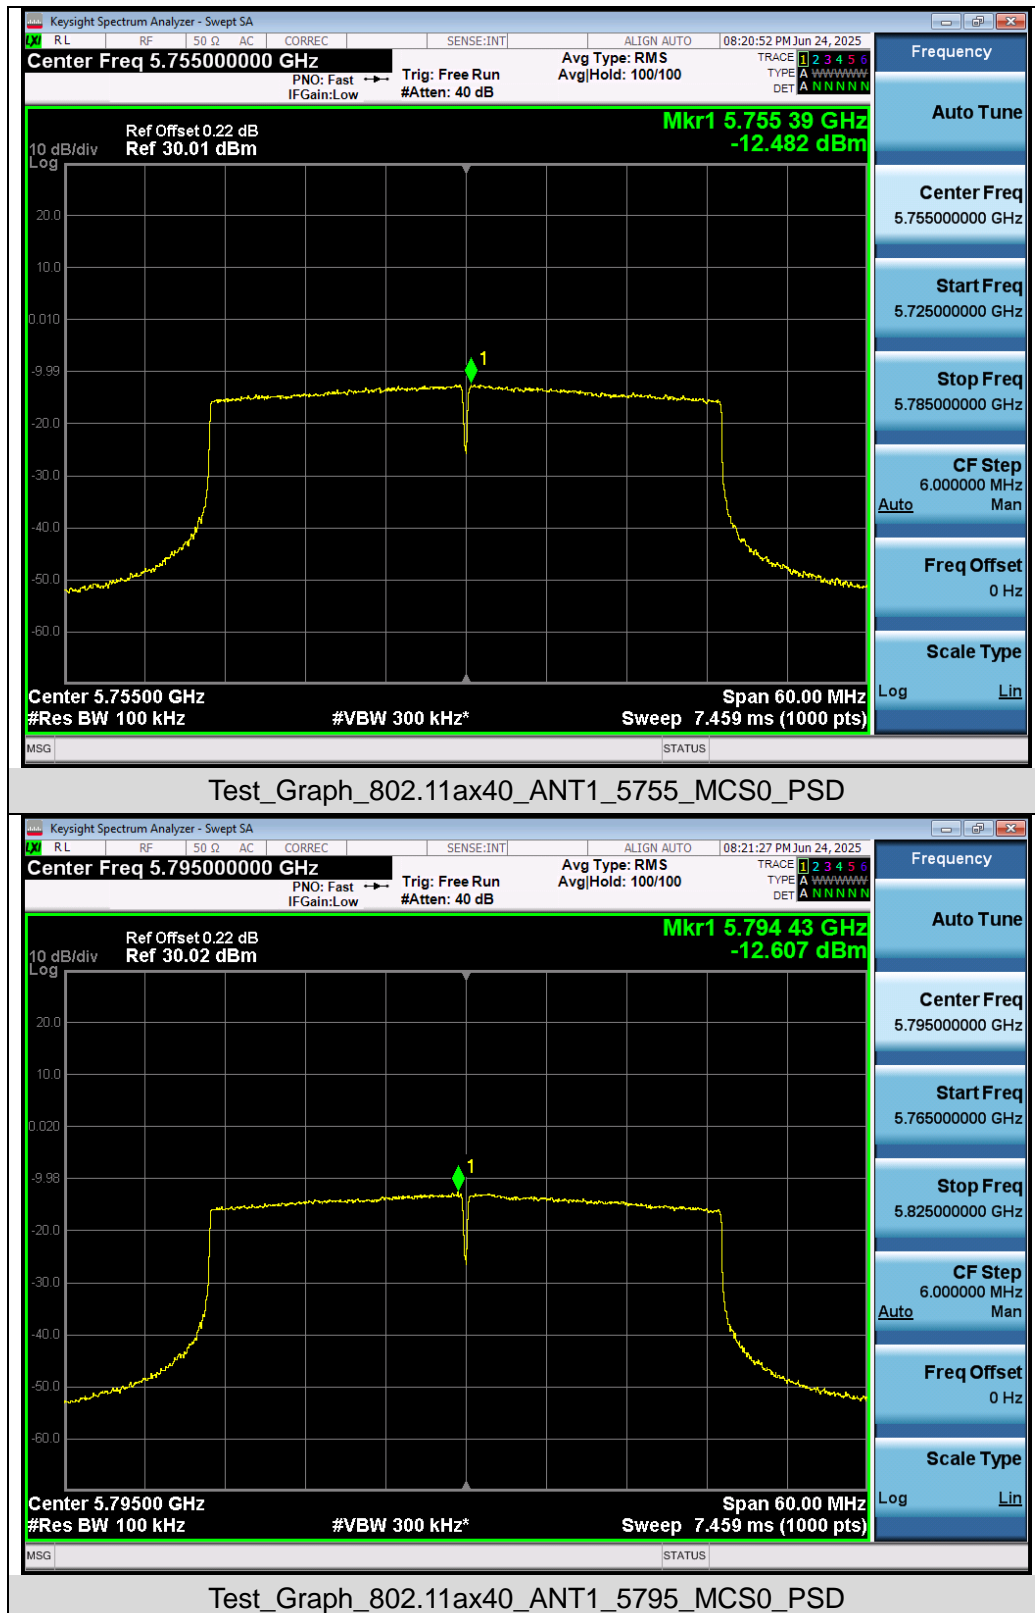 Keysight Spectrum Analyzer - Swept SA
LXI RL RF 50 Ω AC CORREC SENSE:INT ALIGN AUTO 08:20:52 PM Jun 24, 2025
Center Freq 5.755000000 GHz
PNO: Fast
IFGain:Low
Trig: Free Run
#Atten: 40 dB
Avg Type: RMS
Avg|Hold: 100/100
TRACE 1 2 3 4 5 6
TYPE A WWWWW
DET A N N N N N
Frequency
Auto Tune
Center Freq
5.755000000 GHz
Start Freq
5.725000000 GHz
Stop Freq
5.785000000 GHz
CF Step
6.000000 MHz
Auto Man
Freq Offset
0 Hz
Scale Type
Log Lin
Mkr1 5.755 39 GHz
-12.482 dBm
Ref Offset 0.22 dB
10 dB/div Ref 30.01 dBm
Log
20.0
10.0
0.010
-9.99
-20.0
-30.0
-40.0
-50.0
-60.0
1
Center 5.75500 GHz Span 60.00 MHz
#Res BW 100 kHz #VBW 300 kHz* Sweep 7.459 ms (1000 pts)
MSG STATUS
Test_Graph_802.11ax40_ANT1_5755_MCS0_PSD
Keysight Spectrum Analyzer - Swept SA
LXI RL RF 50 Ω AC CORREC SENSE:INT ALIGN AUTO 08:21:27 PM Jun 24, 2025
Center Freq 5.795000000 GHz
PNO: Fast
IFGain:Low
Trig: Free Run
#Atten: 40 dB
Avg Type: RMS
Avg|Hold: 100/100
TRACE 1 2 3 4 5 6
TYPE A WWWWW
DET A N N N N N
Frequency
Auto Tune
Center Freq
5.795000000 GHz
Start Freq
5.765000000 GHz
Stop Freq
5.825000000 GHz
CF Step
6.000000 MHz
Auto Man
Freq Offset
0 Hz
Scale Type
Log Lin
Mkr1 5.794 43 GHz
-12.607 dBm
Ref Offset 0.22 dB
10 dB/div Ref 30.02 dBm
Log
20.0
10.0
0.020
-9.98
-20.0
-30.0
-40.0
-50.0
-60.0
1
Center 5.79500 GHz Span 60.00 MHz
#Res BW 100 kHz #VBW 300 kHz* Sweep 7.459 ms (1000 pts)
MSG STATUS
Test_Graph_802.11ax40_ANT1_5795_MCS0_PSD